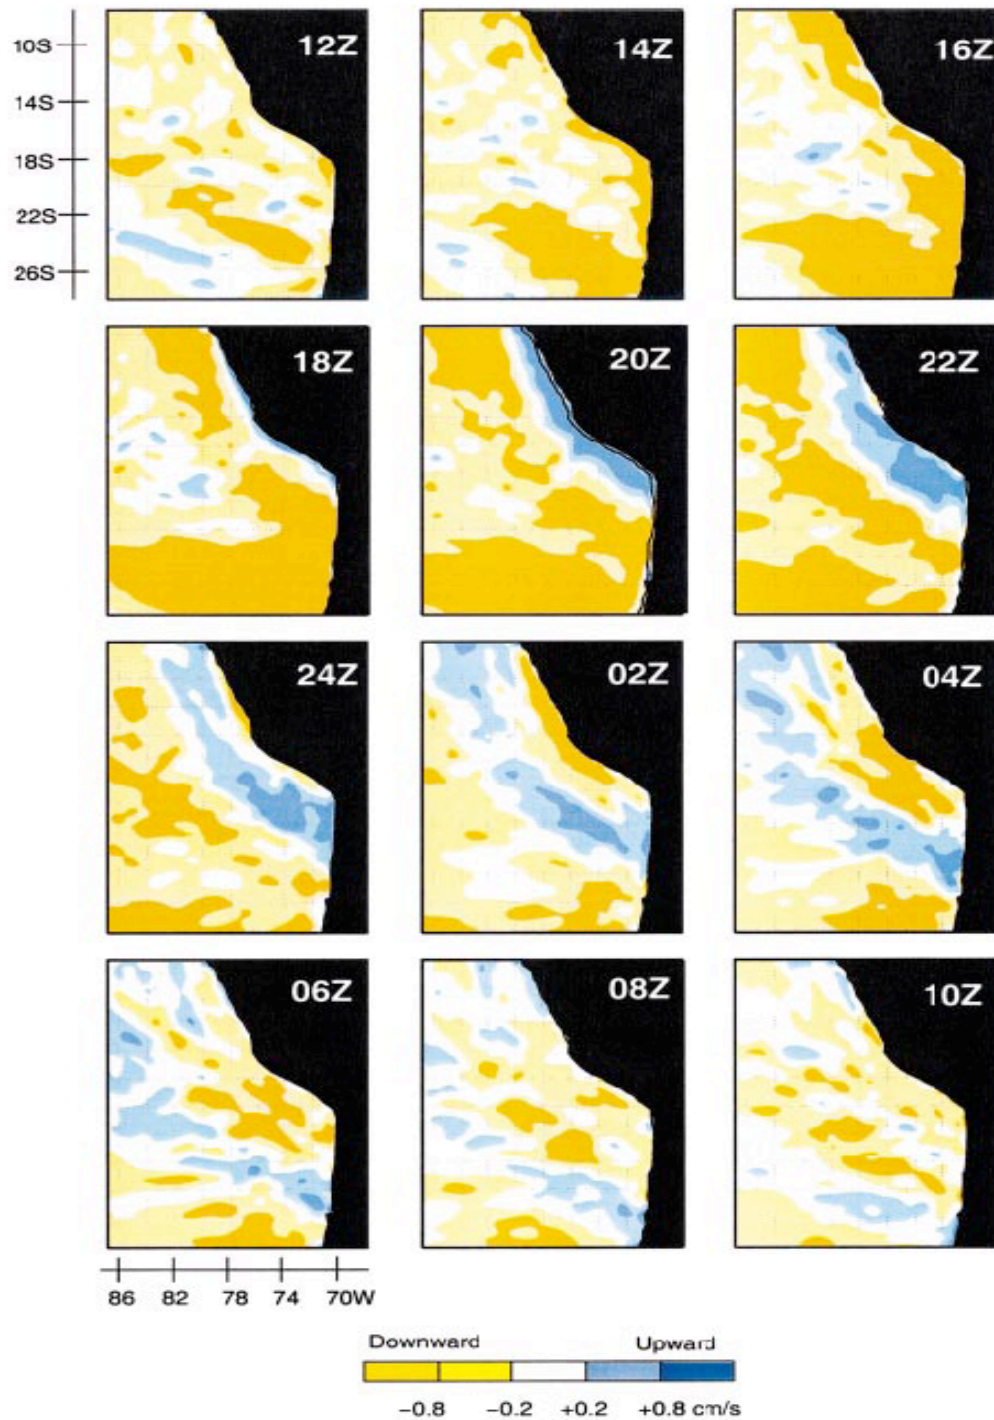 12Z 14Z 16Z
10S
14S
18S
22S
26S
18Z 20Z 22Z
24Z 02Z 04Z
06Z 08Z 10Z
86 82 78 74 70W
Downward Upward
-0.8 -0.2 +0.2 +0.8 cm/s